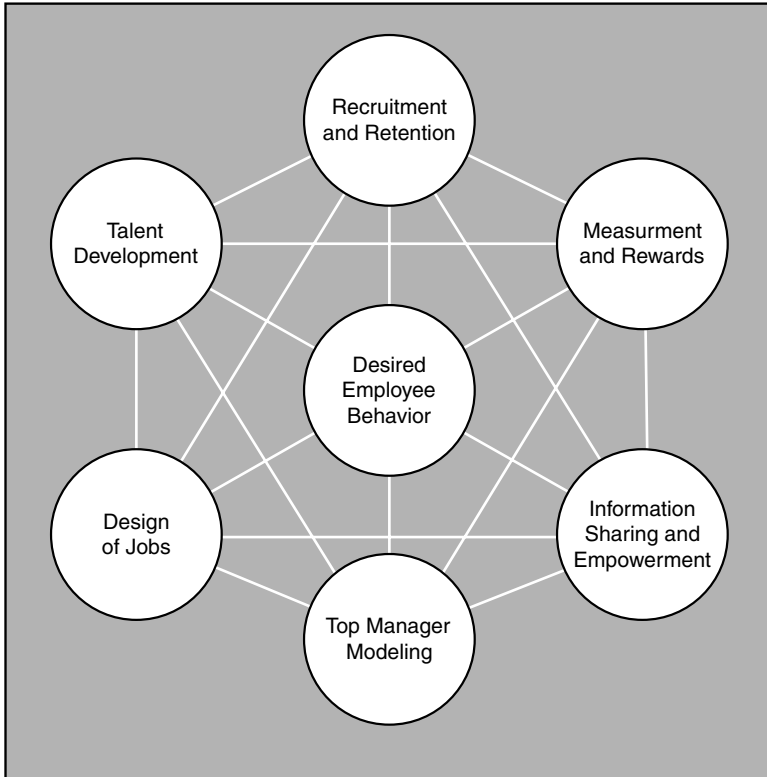 Recruitment
and Retention
Talent
Development
Measurment
and Rewards
Desired
Employee
Behavior
Design
of Jobs
Information
Sharing and
Empowerment
Top Manager
Modeling